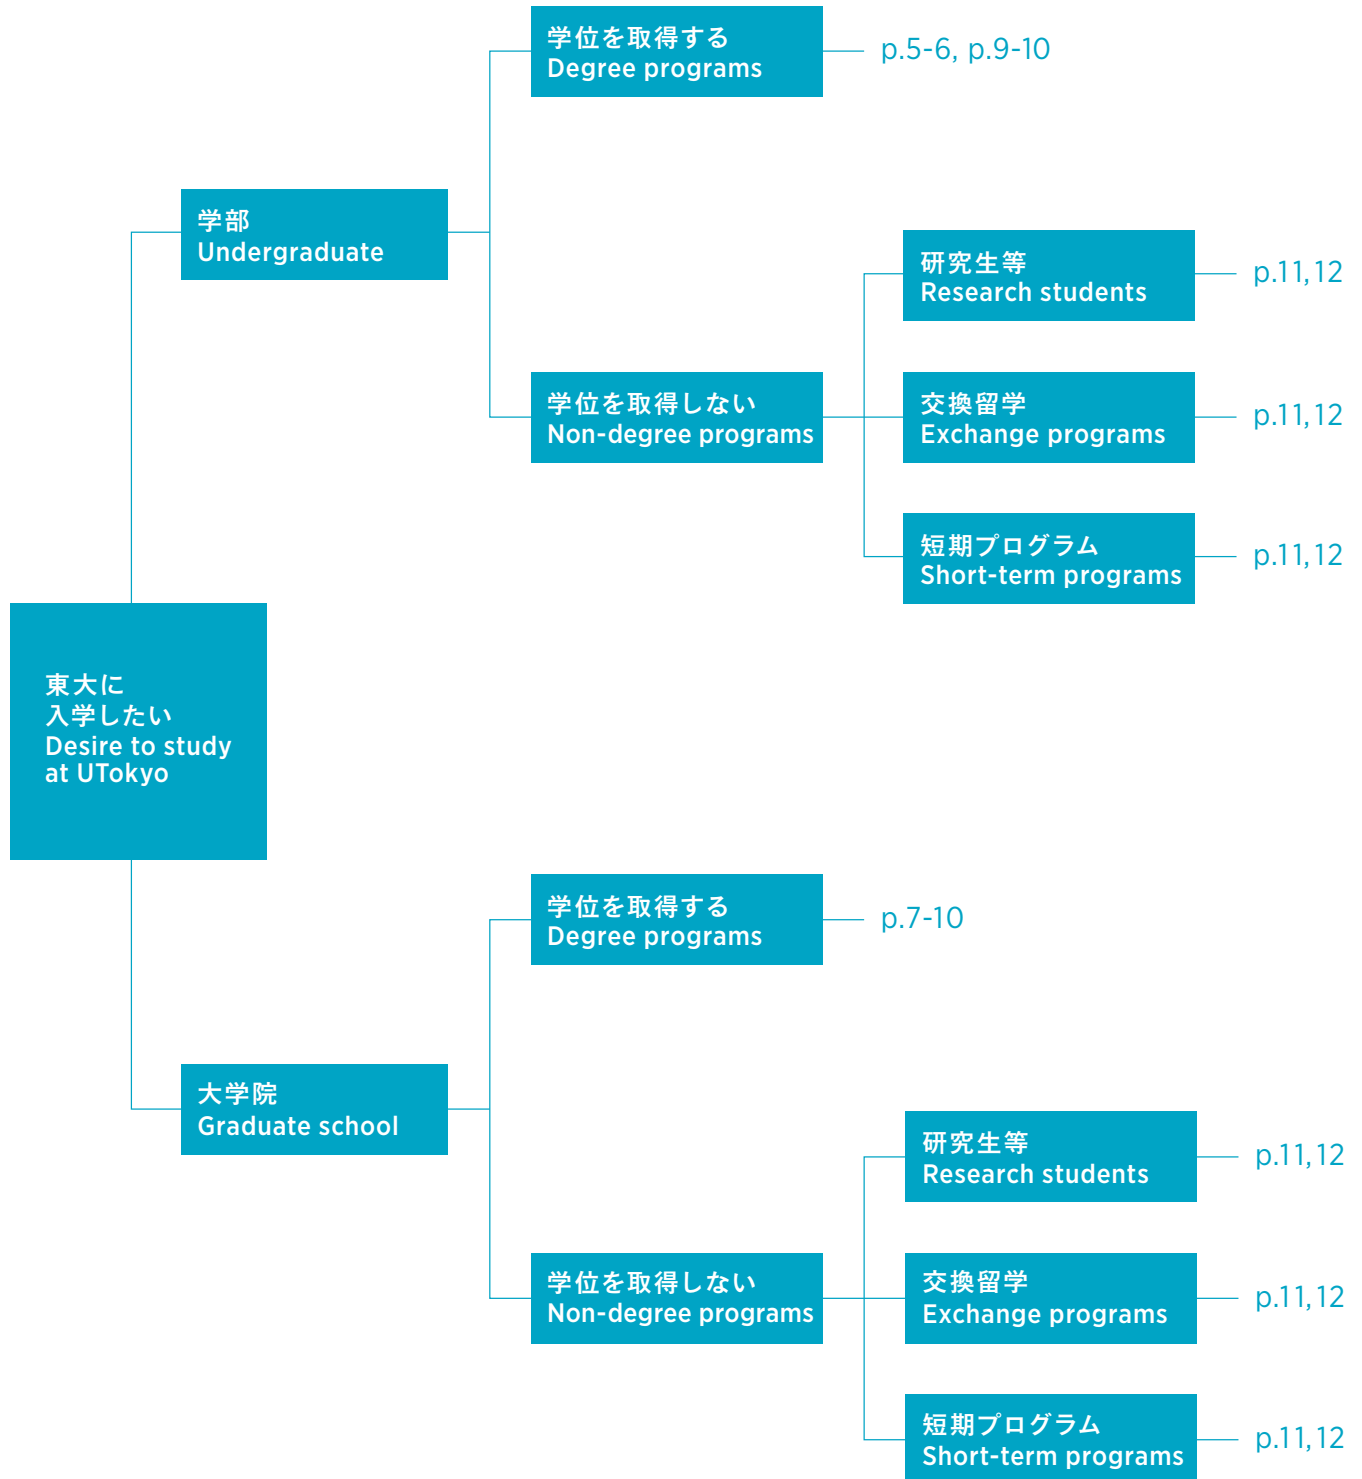 東大に
入学したい
Desire to study
at UTokyo
学部
Undergraduate
学位を取得する
Degree programs
p.5-6, p.9-10
学位を取得しない
Non-degree programs
研究生等
Research students
p.11,12
交換留学
Exchange programs
p.11,12
短期プログラム
Short-term programs
p.11,12
大学院
Graduate school
学位を取得する
Degree programs
p.7-10
学位を取得しない
Non-degree programs
研究生等
Research students
p.11,12
交換留学
Exchange programs
p.11,12
短期プログラム
Short-term programs
p.11,12